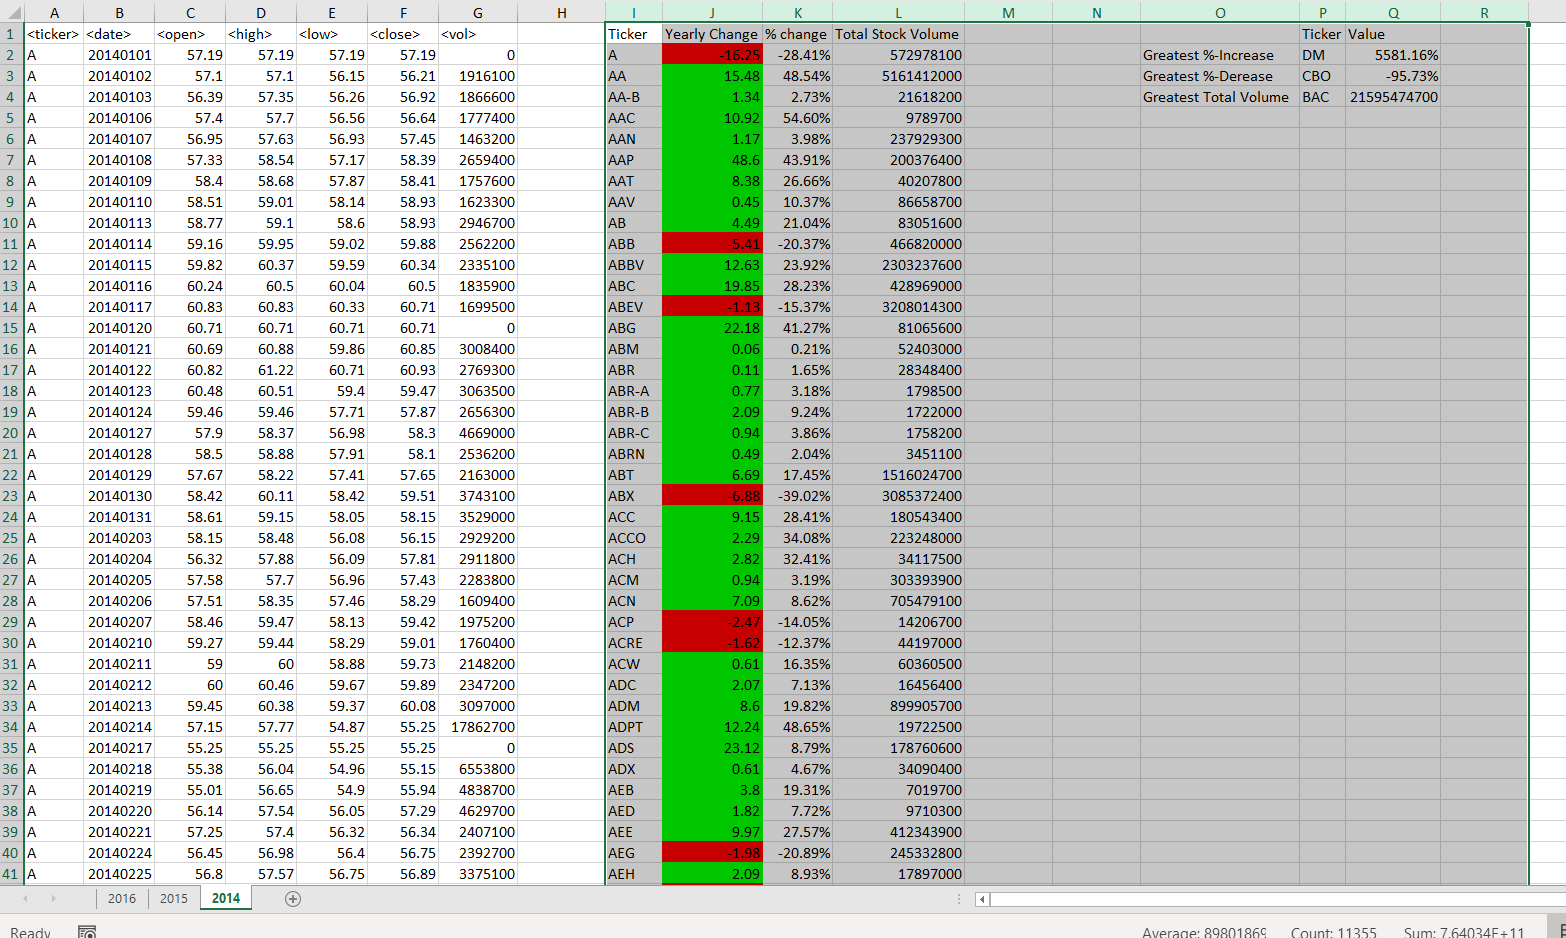 A B C D E F G H I J K L M N O P Q R
1 <ticker> <date> <open> <high> <low> <close> <vol> Ticker Yearly Change % change Total Stock Volume Ticker Value
2 A 20140101 57.19 57.19 57.19 57.19 0 A -16.25 -28.41% 572978100 Greatest %-Increase DM 5581.16%
3 A 20140102 57.1 57.1 56.15 56.21 1916100 AA 15.48 48.54% 5161412000 Greatest %-Derease CBO -95.73%
4 A 20140103 56.39 57.35 56.26 56.92 1866600 AA-B 1.34 2.73% 21618200 Greatest Total Volume BAC 21595474700
5 A 20140106 57.4 57.7 56.56 56.64 1777400 AAC 10.92 54.60% 9789700
6 A 20140107 56.95 57.63 56.93 57.45 1463200 AAN 1.17 3.98% 237929300
7 A 20140108 57.33 58.54 57.17 58.39 2659400 AAP 48.6 43.91% 200376400
8 A 20140109 58.4 58.68 57.87 58.41 1757600 AAT 8.38 26.66% 40207800
9 A 20140110 58.51 59.01 58.14 58.93 1623300 AAV 0.45 10.37% 86658700
10 A 20140113 58.77 59.1 58.6 58.93 2946700 AB 4.49 21.04% 83051600
11 A 20140114 59.16 59.95 59.02 59.88 2562200 ABB -5.41 -20.37% 466820000
12 A 20140115 59.82 60.37 59.59 60.34 2335100 ABBV 12.63 23.92% 2303237600
13 A 20140116 60.24 60.5 60.04 60.5 1835900 ABC 19.85 28.23% 428969000
14 A 20140117 60.83 60.83 60.33 60.71 1699500 ABEV -1.13 -15.37% 3208014300
15 A 20140120 60.71 60.71 60.71 60.71 0 ABG 22.18 41.27% 81065600
16 A 20140121 60.69 60.88 59.86 60.85 3008400 ABM 0.06 0.21% 52403000
17 A 20140122 60.82 61.22 60.71 60.93 2769300 ABR 0.11 1.65% 28348400
18 A 20140123 60.48 60.51 59.4 59.47 3063500 ABR-A 0.77 3.18% 1798500
19 A 20140124 59.46 59.46 57.71 57.87 2656300 ABR-B 2.09 9.24% 1722000
20 A 20140127 57.9 58.37 56.98 58.3 4669000 ABR-C 0.94 3.86% 1758200
21 A 20140128 58.5 58.88 57.91 58.1 2536200 ABRN 0.49 2.04% 3451100
22 A 20140129 57.67 58.22 57.41 57.65 2163000 ABT 6.69 17.45% 1516024700
23 A 20140130 58.42 60.11 58.42 59.51 3743100 ABX -6.88 -39.02% 3085372400
24 A 20140131 58.61 59.15 58.05 58.15 3529000 ACC 9.15 28.41% 180543400
25 A 20140203 58.15 58.48 56.08 56.15 2929200 ACCO 2.29 34.08% 223248000
26 A 20140204 56.32 57.88 56.09 57.81 2911800 ACH 2.82 32.41% 34117500
27 A 20140205 57.58 57.7 56.96 57.43 2283800 ACM 0.94 3.19% 303393900
28 A 20140206 57.51 58.35 57.46 58.29 1609400 ACN 7.09 8.62% 705479100
29 A 20140207 58.46 59.47 58.13 59.42 1975200 ACP -2.47 -14.05% 14206700
30 A 20140210 59.27 59.44 58.29 59.01 1760400 ACRE -1.62 -12.37% 44197000
31 A 20140211 59 60 58.88 59.73 2148200 ACW 0.61 16.35% 60360500
32 A 20140212 60 60.46 59.67 59.89 2347200 ADC 2.07 7.13% 16456400
33 A 20140213 59.45 60.38 59.37 60.08 3097000 ADM 8.6 19.82% 899905700
34 A 20140214 57.15 57.77 54.87 55.25 17862700 ADPT 12.24 48.65% 19722500
35 A 20140217 55.25 55.25 55.25 55.25 0 ADS 23.12 8.79% 178760600
36 A 20140218 55.38 56.04 54.96 55.15 6553800 ADX 0.61 4.67% 34090400
37 A 20140219 55.01 56.65 54.9 55.94 4838700 AEB 3.8 19.31% 7019700
38 A 20140220 56.14 57.54 56.05 57.29 4629700 AED 1.82 7.72% 9710300
39 A 20140221 57.25 57.4 56.32 56.34 2407100 AEE 9.97 27.57% 412343900
40 A 20140224 56.45 56.98 56.4 56.75 2392700 AEG -1.98 -20.89% 245332800
41 A 20140225 56.8 57.57 56.75 56.89 3375100 AEH 2.09 8.93% 17897000
2016 2015 2014
Ready Average: 89801869 Count: 11355 Sum: 7.64034E+11